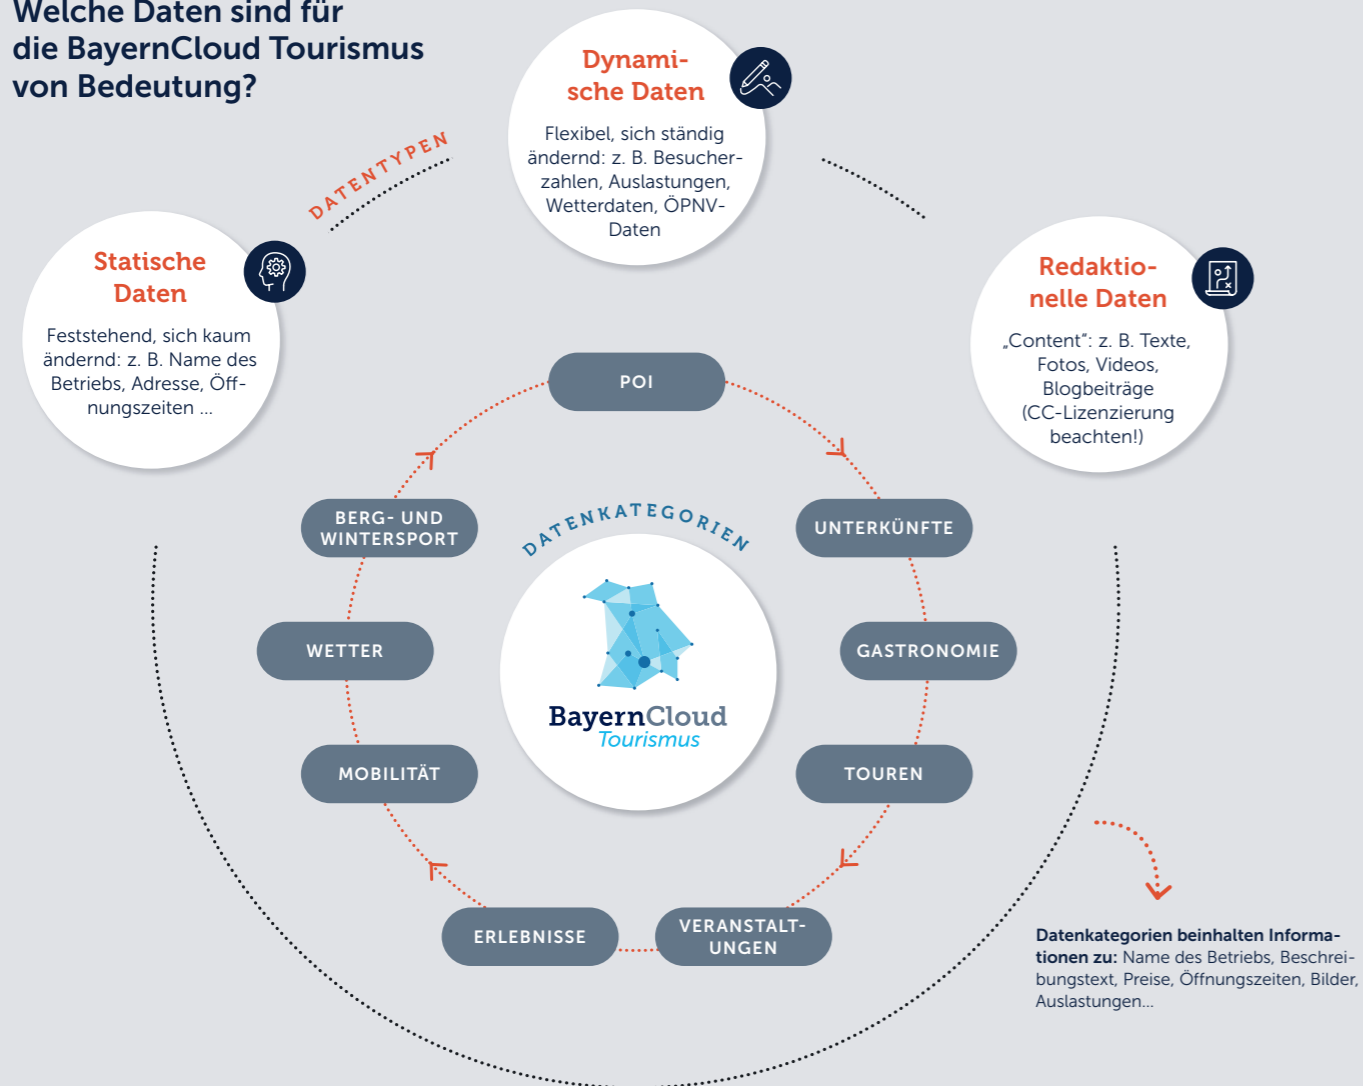 Welche Daten sind für
die BayernCloud Tourismus
von Bedeutung?
DATENTYPEN
Statische
Daten
Feststehend, sich kaum
ändernd: z. B. Name des
Betriebs, Adresse, Öff-
nungszeiten ...
Dynami-
sche Daten
Flexibel, sich ständig
ändernd: z. B. Besucher-
zahlen, Auslastungen,
Wetterdaten, ÖPNV-
Daten
Redaktio-
nelle Daten
„Content“: z. B. Texte,
Fotos, Videos,
Blogbeiträge
(CC-Lizenzierung
beachten!)
DATENKATEGORIEN
BayernCloud
Tourismus
POI
UNTERKÜNFTE
GASTRONOMIE
TOUREN
VERANSTALT-
UNGEN
ERLEBNISSE
MOBILITÄT
WETTER
BERG- UND
WINTERSPORT
Datenkategorien beinhalten Informa-
tionen zu: Name des Betriebs, Beschrei-
bungstext, Preise, Öffnungszeiten, Bilder,
Auslastungen...